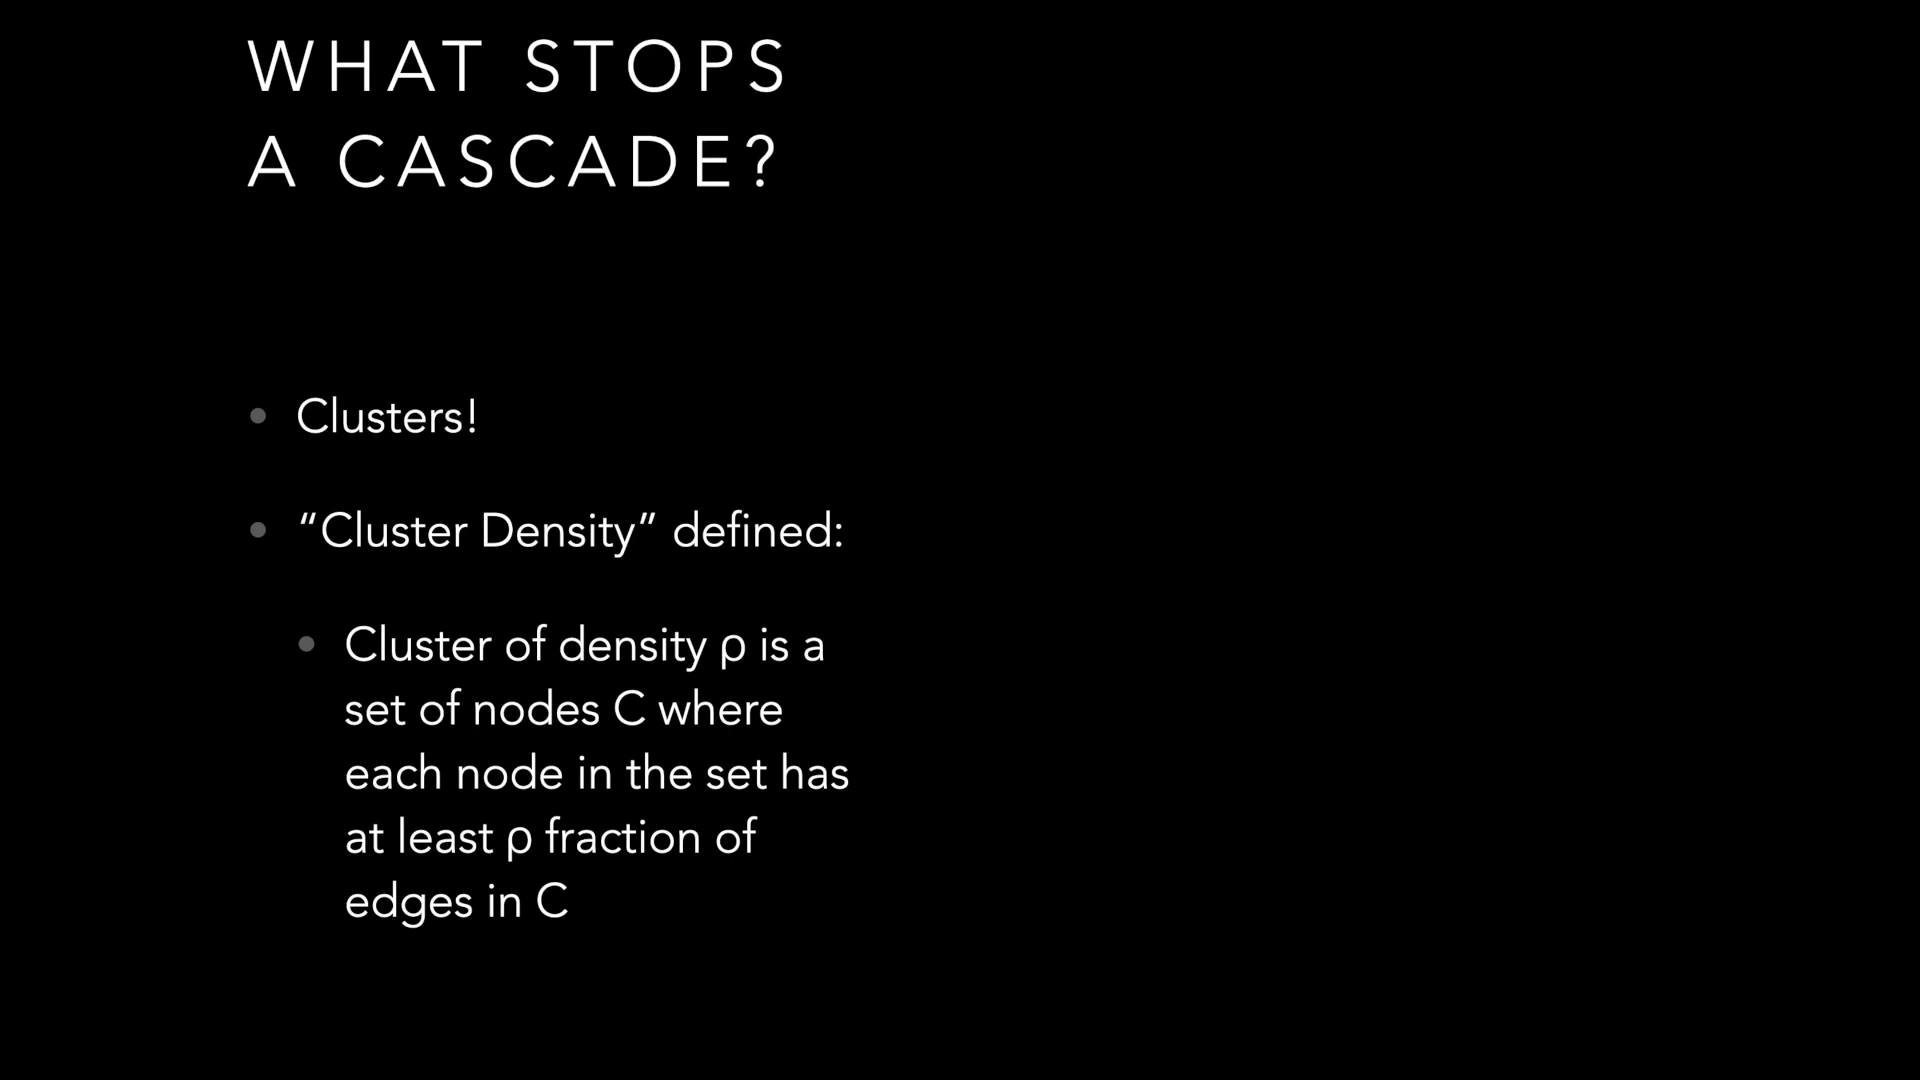 WHAT STOPS
A CASCADE?
• Clusters!
• “Cluster Density” defined:
• Cluster of density ρ is a
set of nodes C where
each node in the set has
at least ρ fraction of
edges in C